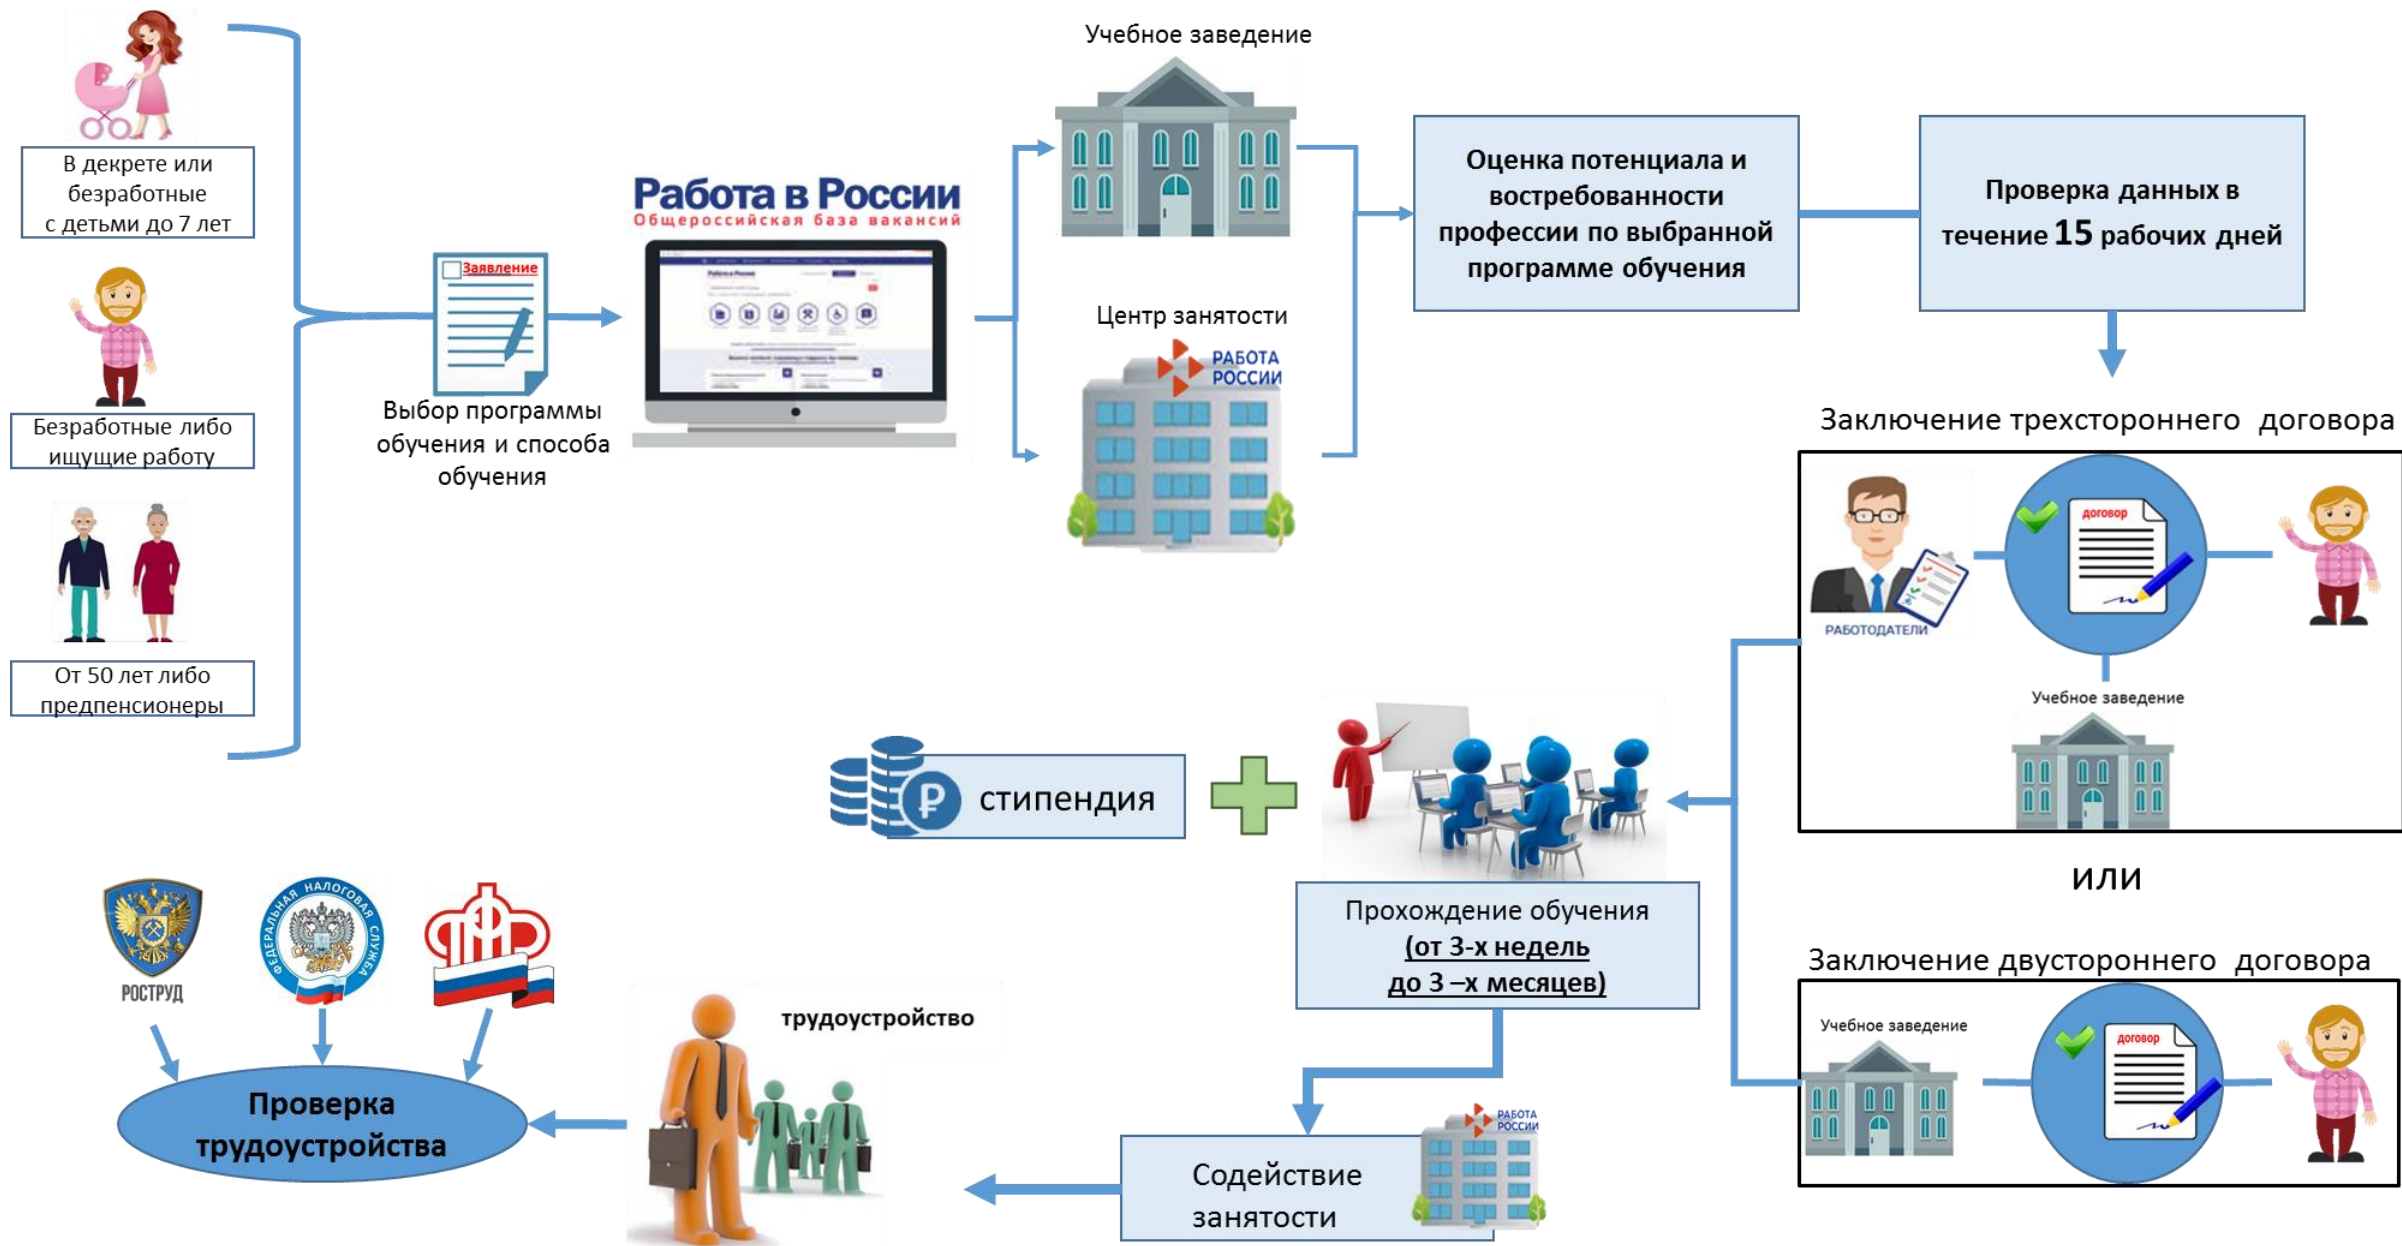 В декрете или
безработные
с детьми до 7 лет
Безработные либо
ищущие работу
От 50 лет либо
предпенсионеры
Заявление
Выбор программы
обучения и способа
обучения
Работа в России
Общероссийская база вакансий
Учебное заведение
Центр занятости
РАБОТА
РОССИИ
Оценка потенциала и
востребованности
профессии по выбранной
программе обучения
Проверка данных в
течение 15 рабочих дней
Заключение трехстороннего договора
договор
РАБОТОДАТЕЛИ
Учебное заведение
или
Заключение двустороннего договора
Учебное заведение
договор
стипендия
Прохождение обучения
(от 3-х недель
до 3 –х месяцев)
Содействие
занятости
РАБОТА
РОССИИ
трудоустройство
РОСТРУД
ФЕДЕРАЛЬНАЯ НАЛОГОВАЯ СЛУЖБА
Проверка
трудоустройства